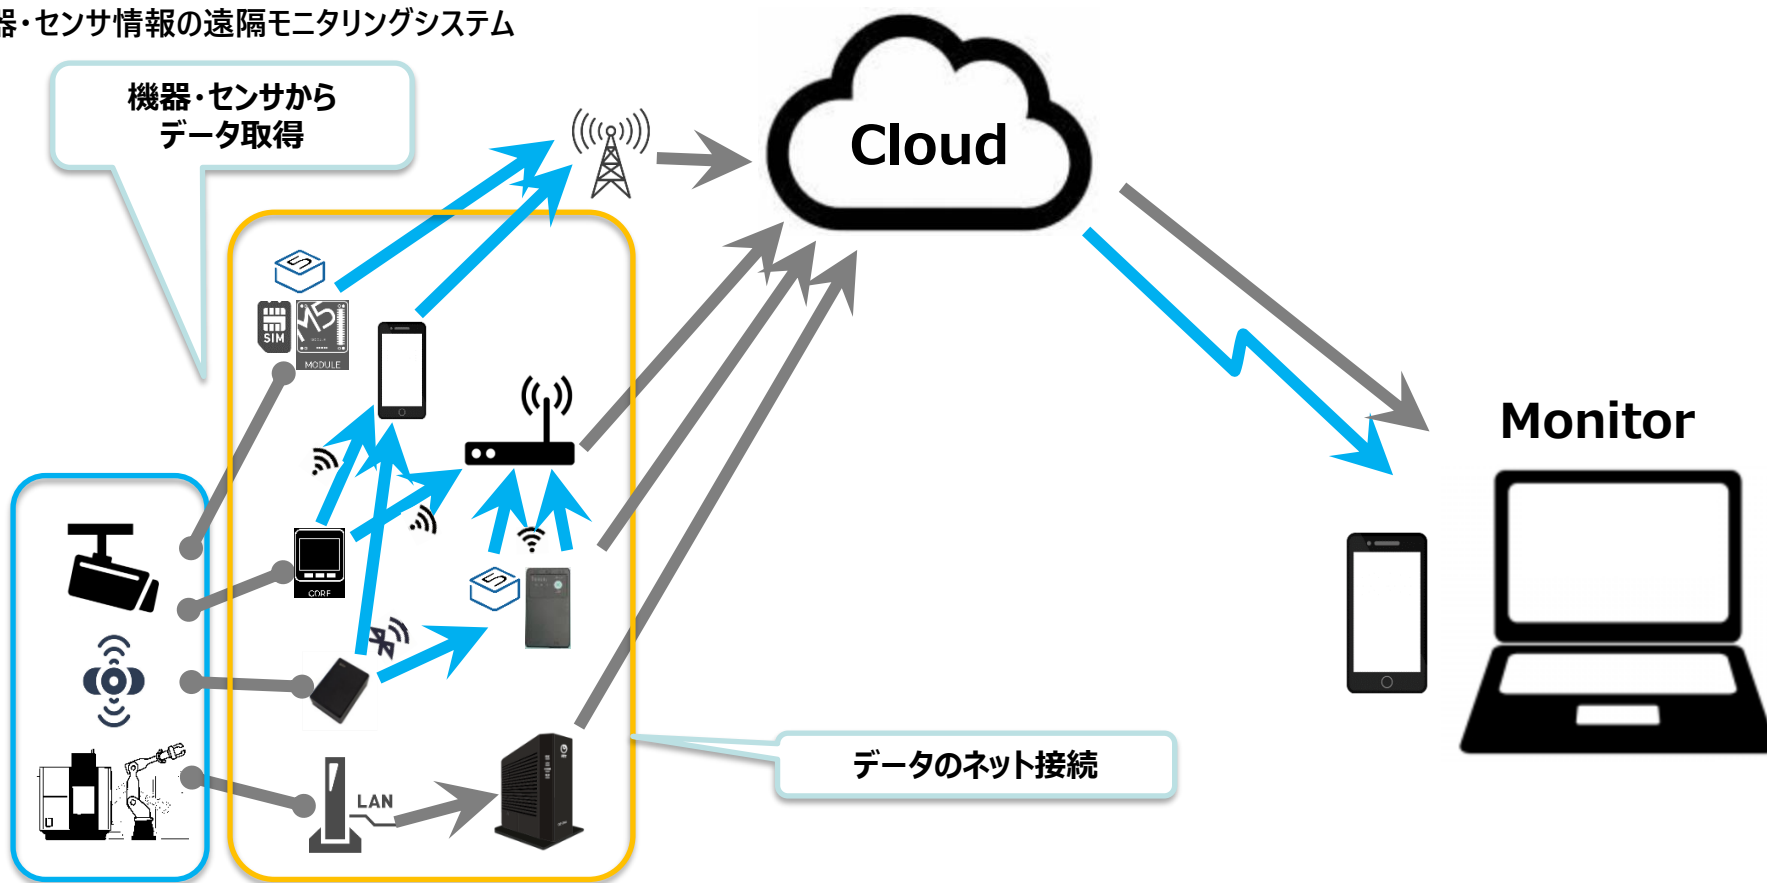 器・センサ情報の遠隔モニタリングシステム
機器・センサから
データ取得
Cloud
SIM
M5
MODULE
Monitor
CORE
LAN
データのネット接続